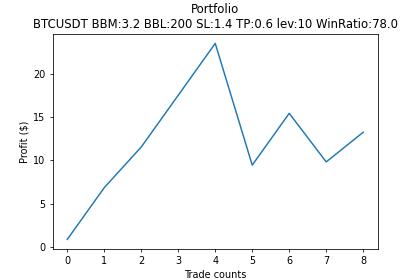 Portfolio
BTCUSDT BBM:3.2 BBL:200 SL:1.4 TP:0.6 lev:10 WinRatio:78.0
20
15
10
5
0
Profit ($)
0 1 2 3 4 5 6 7 8
Trade counts